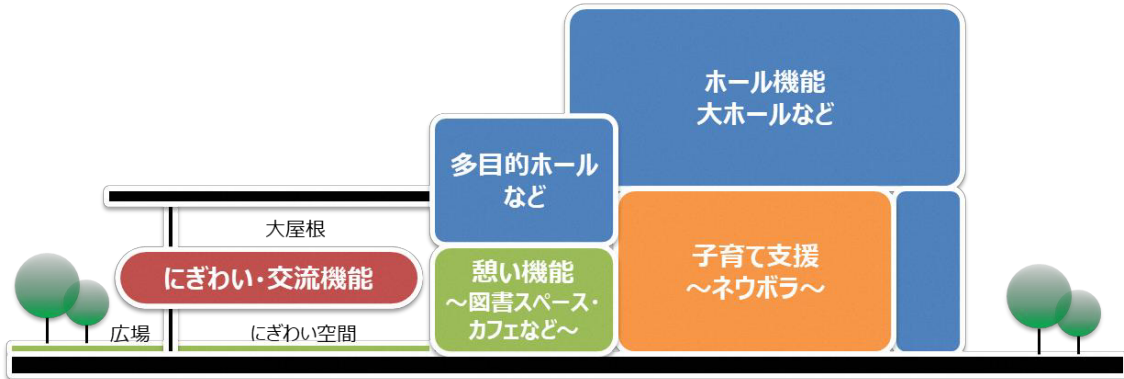 ホール機能
大ホールなど
多目的ホール
など
大屋根
にぎわい・交流機能
憩い機能
～図書スペース・
カフェなど～
子育て支援
～ネウボラ～
広場
にぎわい空間